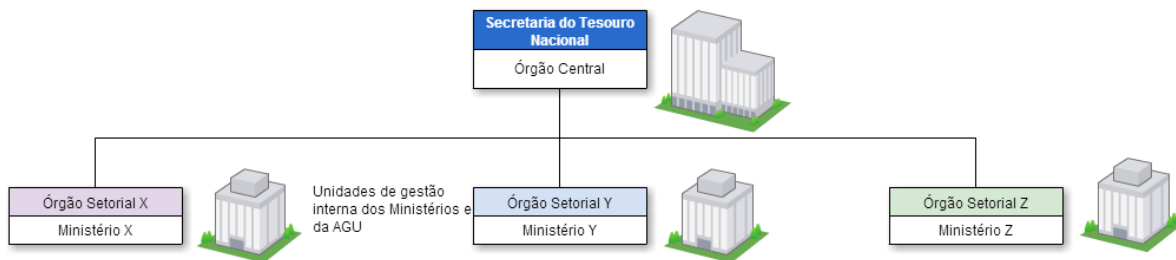 Secretaria do Tesouro
Nacional
Órgão Central
Órgão Setorial X
Ministério X
Unidades de gestão
interna dos Ministérios e
da AGU
Órgão Setorial Y
Ministério Y
Órgão Setorial Z
Ministério Z